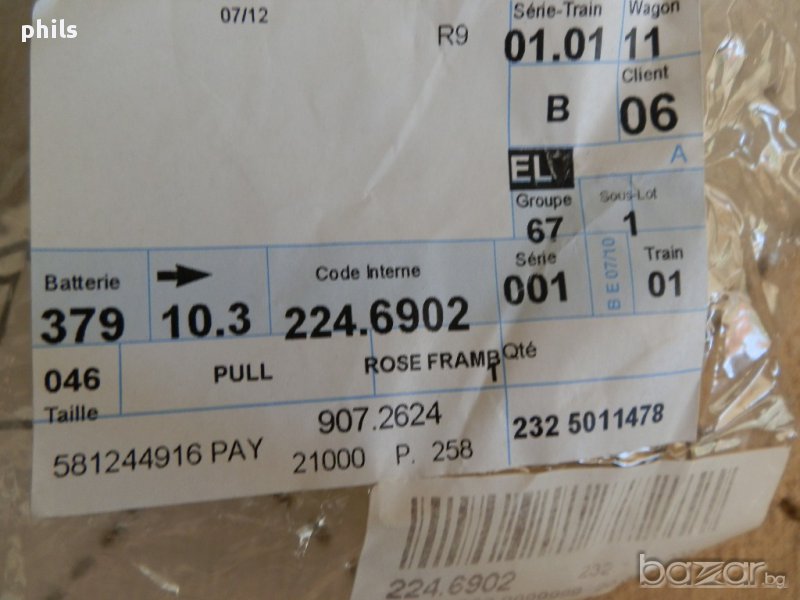 phils
07/12
R9
Série-Train
Wagon
01.01
11
B
Client
06
A
EL
Groupe
67
Sous-Lot
1
Batterie
379
10.3
Code Interne
224.6902
Série
001
B E 07/10
Train
01
046
Taille
PULL
ROSE FRAMB
T
Qté
907.2624
581244916 PAY
21000 P. 258
232 5011478
224.6902
232
bazar.bg